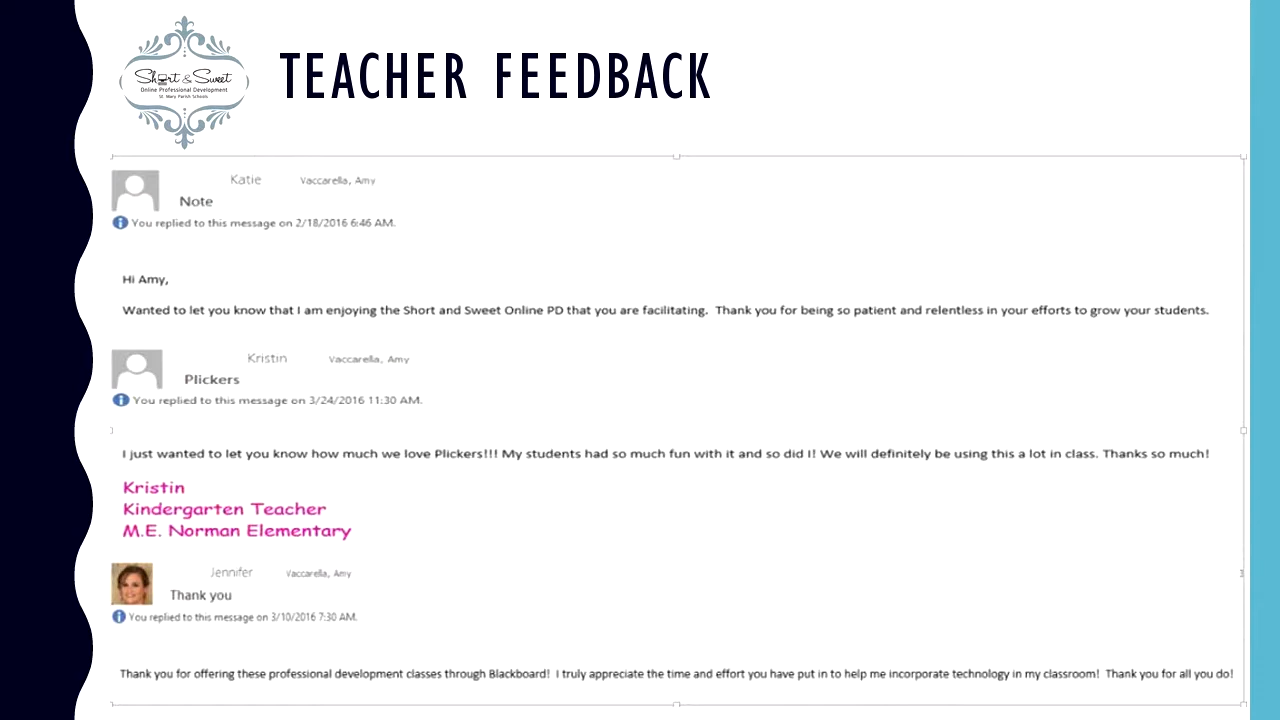 Short & Sweet
Online Professional Development
St Mary Parish Schools
TEACHER FEEDBACK
Katie Vaccarella, Amy
Note
You replied to this message on 2/18/2016 6:46 AM.
Hi Amy,
Wanted to let you know that I am enjoying the Short and Sweet Online PD that you are facilitating. Thank you for being so patient and relentless in your efforts to grow your students.
Kristin Vaccarella, Amy
Plickers
You replied to this message on 3/24/2016 11:30 AM.
I just wanted to let you know how much we love Plickers!!! My students had so much fun with it and so did I! We will definitely be using this a lot in class. Thanks so much!
Kristin
Kindergarten Teacher
M.E. Norman Elementary
Jennifer Vaccarella, Amy
Thank you
You replied to this message on 3/10/2016 7:30 AM.
Thank you for offering these professional development classes through Blackboard! I truly appreciate the time and effort you have put in to help me incorporate technology in my classroom! Thank you for all you do!